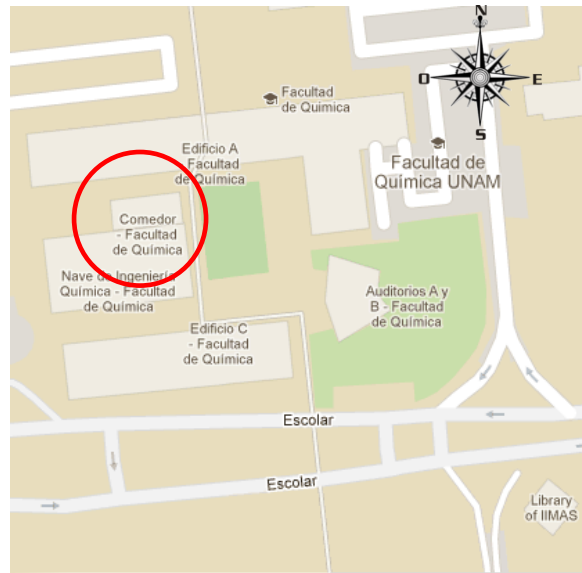 N
O
E
S
Facultad
de Química
Edificio A
- Facultad
de Química
Facultad de
Química UNAM
Comedor
- Facultad
de Química
Nave de Ingeniería
Química - Facultad
de Química
Auditorios A y
B - Facultad
de Química
Edificio C
- Facultad
de Química
Escolar
Escolar
Library
of IIMAS